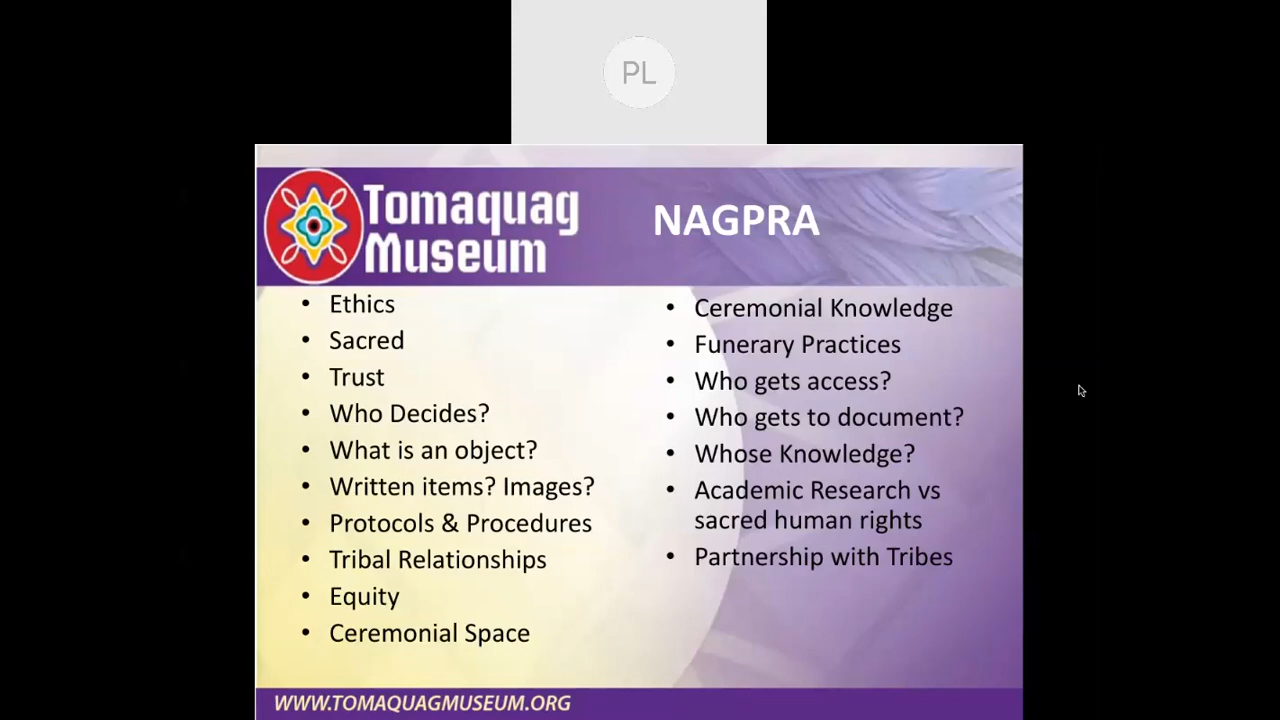 PL
Tomaquag
Museum
NAGPRA
• Ethics
• Sacred
• Trust
• Who Decides?
• What is an object?
• Written items? Images?
• Protocols & Procedures
• Tribal Relationships
• Equity
• Ceremonial Space
• Ceremonial Knowledge
• Funerary Practices
• Who gets access?
• Who gets to document?
• Whose Knowledge?
• Academic Research vs
sacred human rights
• Partnership with Tribes
WWW.TOMAQUAGMUSEUM.ORG